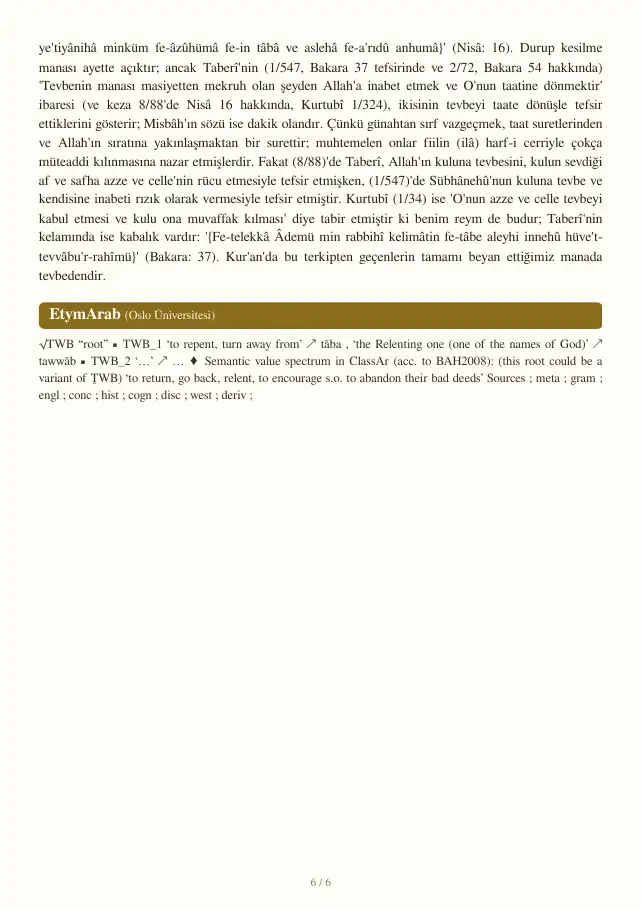 ye'tiyânihâ minküm fe-âzûhümâ fe-in tâbâ ve aslehâ fe-a'rıdû anhumâ}' (Nisâ: 16). Durup kesilme
manası ayette açıktır; ancak Taberî'nin (1/547, Bakara 37 tefsirinde ve 2/72, Bakara 54 hakkında)
'Tevbenin manası masiyetten mekruh olan şeyden Allah'a inabet etmek ve O'nun taatine dönmektir'
ibaresi (ve keza 8/88'de Nisâ 16 hakkında, Kurtubî 1/324), ikisinin tevbeyi taate dönüşle tefsir
ettiklerini gösterir; Misbâh'ın sözü ise dakik olandır. Çünkü günahtan sırf vazgeçmek, taat suretlerinden
ve Allah'ın sıratına yakınlaşmaktan bir surettir; muhtemelen onlar fiilin (ilâ) harf-i cerriyle çokça
müteaddi kılınmasına nazar etmişlerdir. Fakat (8/88)'de Taberî, Allah'ın kuluna tevbesini, kulun sevdiği
af ve safha azze ve celle'nin rücu etmesiyle tefsir etmişken, (1/547)'de Sübhânehû'nun kuluna tevbe ve
kendisine inabeti rızık olarak vermesiyle tefsir etmiştir. Kurtubî (1/34) ise 'O'nun azze ve celle tevbeyi
kabul etmesi ve kulu ona muvaffak kılması' diye tabir etmiştir ki benim reym de budur; Taberî'nin
kelamında ise kabalık vardır: '{Fe-telekkâ Âdemü min rabbihî kelimâtin fe-tâbe aleyhi innehû hüve't-
tevvâbu'r-rahîmü}' (Bakara: 37). Kur'an'da bu terkipten geçenlerin tamamı beyan ettiğimiz manada
tevbedendir.
EtymArab (Oslo Üniversitesi)
√TWB “root” ▪ TWB_1 ‘to repent, turn away from’ ↗ tāba , ‘the Relenting one (one of the names of God)’ ↗
tawwāb ▪ TWB_2 ‘…’ ↗ … ♦ Semantic value spectrum in ClassAr (acc. to BAH2008): (this root could be a
variant of ṮWB) ‘to return, go back, relent, to encourage s.o. to abandon their bad deeds’ Sources ; meta ; gram ;
engl ; conc ; hist ; cogn ; disc ; west ; deriv ;
6 / 6